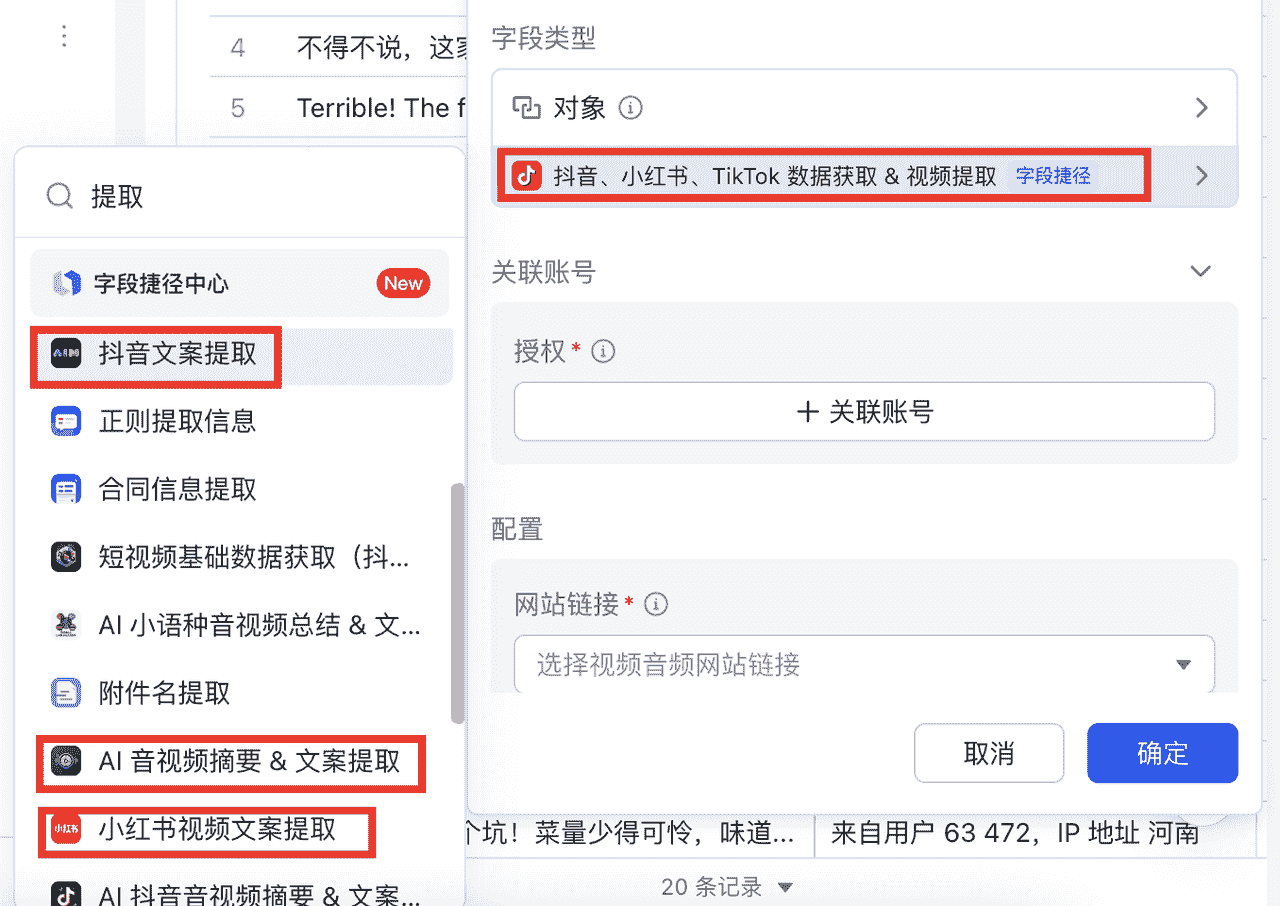 4 不得不说，这家
5 Terrible! The f
提取
字段捷径中心 New
抖音文案提取
正则提取信息
合同信息提取
短视频基础数据获取（抖...
AI 小语种音视频总结 & 文...
附件名提取
AI 音视频摘要 & 文案提取
小红书
小红书视频文案提取
AI 抖音音视频摘要 & 文案...
字段类型
对象
抖音、小红书、TikTok 数据获取 & 视频提取 字段捷径
关联账号
授权 *
+ 关联账号
配置
网站链接 *
选择视频音频网站链接
取消 确定
个坑！菜量少得可怜，味道... 来自用户 63 472，IP 地址 河南
20 条记录